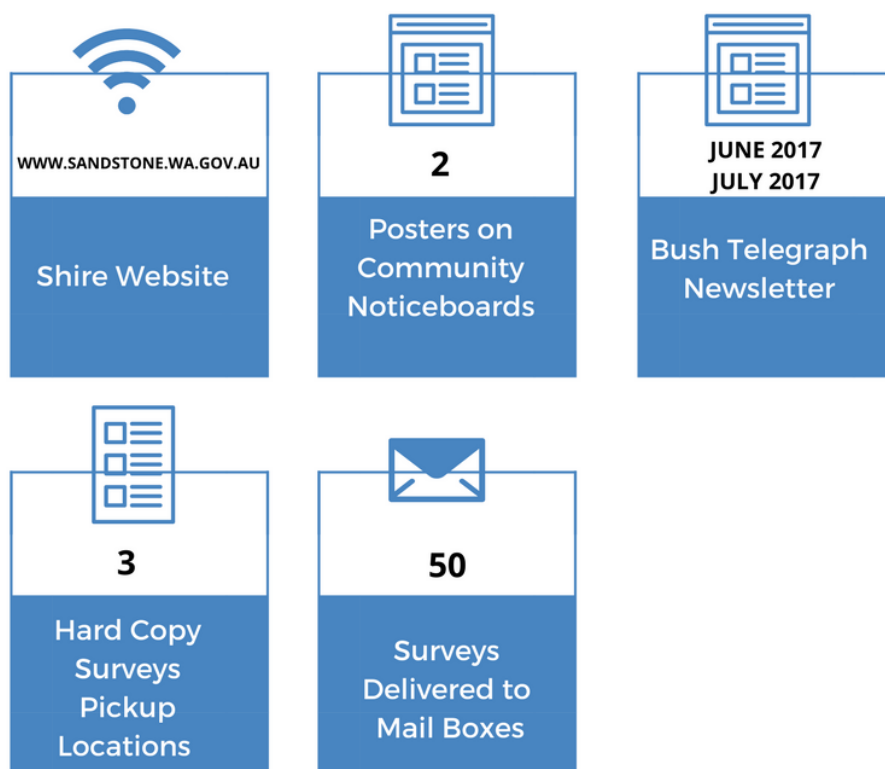 WWW.SANDSTONE.WA.GOV.AU
Shire Website
2
Posters on
Community
Noticeboards
JUNE 2017
JULY 2017
Bush Telegraph
Newsletter
3
Hard Copy
Surveys
Pickup
Locations
50
Surveys
Delivered to
Mail Boxes